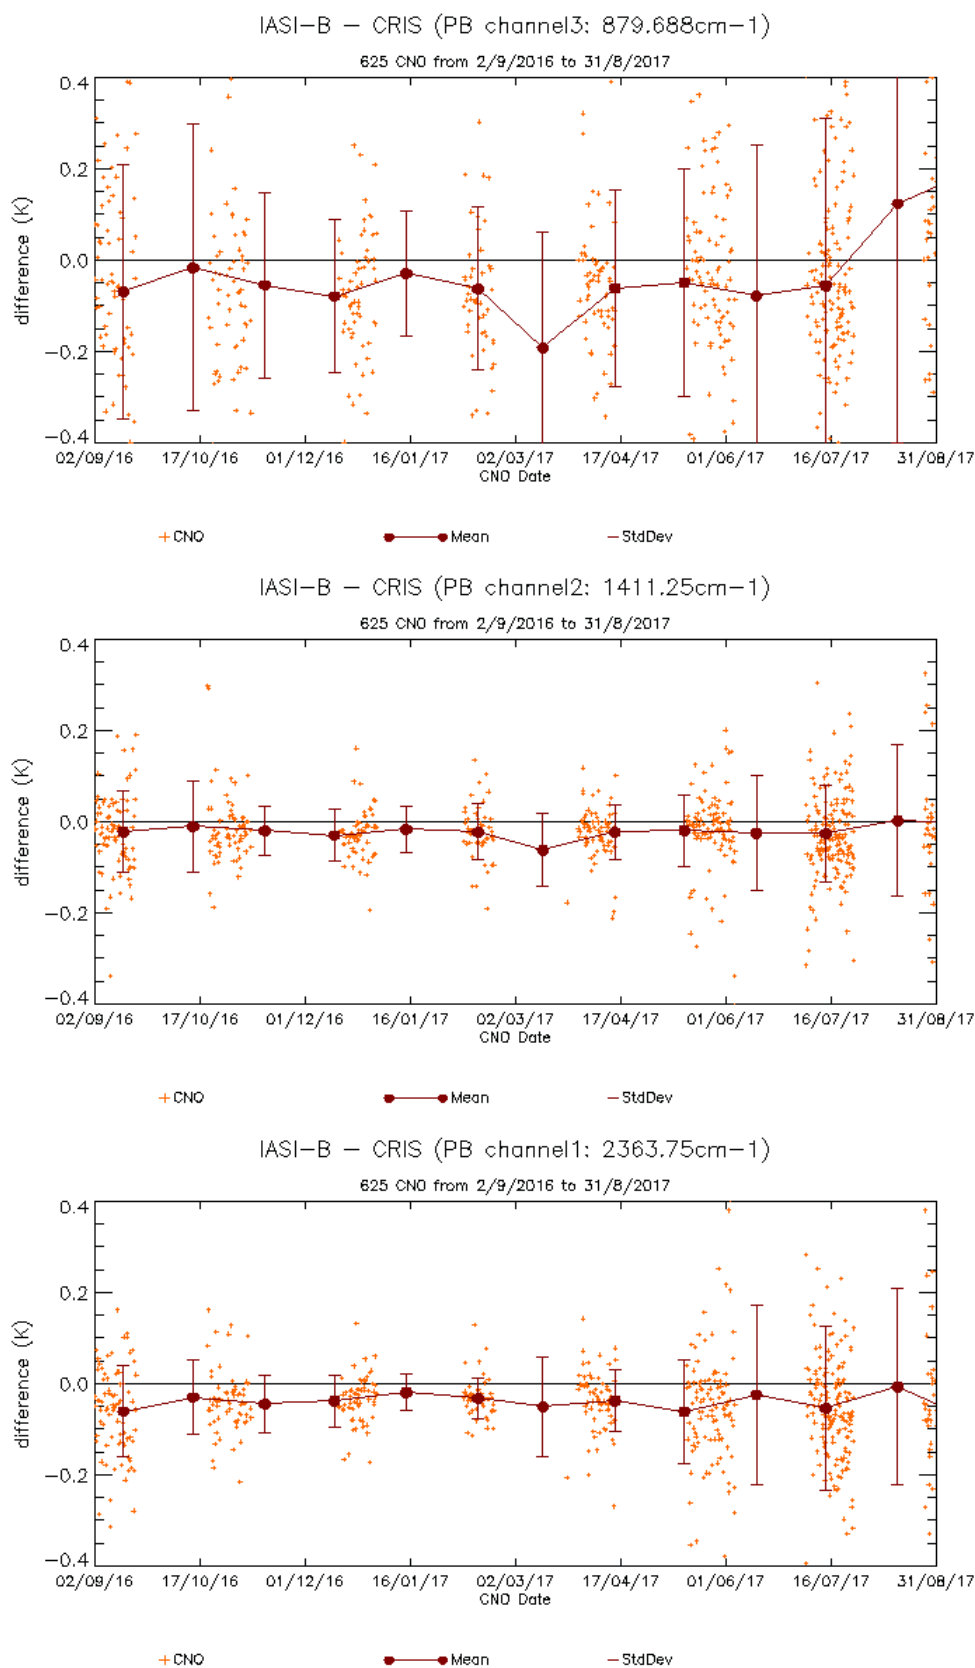 IASI-B - CRIS (PB channel3: 879.688cm-1)
625 CNO from 2/9/2016 to 31/8/2017
difference (K)
0.4
0.2
0.0
-0.2
-0.4
02/09/16 17/10/16 01/12/16 16/01/17 02/03/17 17/04/17 01/06/17 16/07/17 31/08/17
CNO Date
CNO Mean StdDev
IASI-B - CRIS (PB channel2: 1411.25cm-1)
625 CNO from 2/9/2016 to 31/8/2017
difference (K)
0.4
0.2
0.0
-0.2
-0.4
02/09/16 17/10/16 01/12/16 16/01/17 02/03/17 17/04/17 01/06/17 16/07/17 31/08/17
CNO Date
CNO Mean StdDev
IASI-B - CRIS (PB channel1: 2363.75cm-1)
625 CNO from 2/9/2016 to 31/8/2017
difference (K)
0.4
0.2
0.0
-0.2
-0.4
02/09/16 17/10/16 01/12/16 16/01/17 02/03/17 17/04/17 01/06/17 16/07/17 31/08/17
CNO Date
CNO Mean StdDev